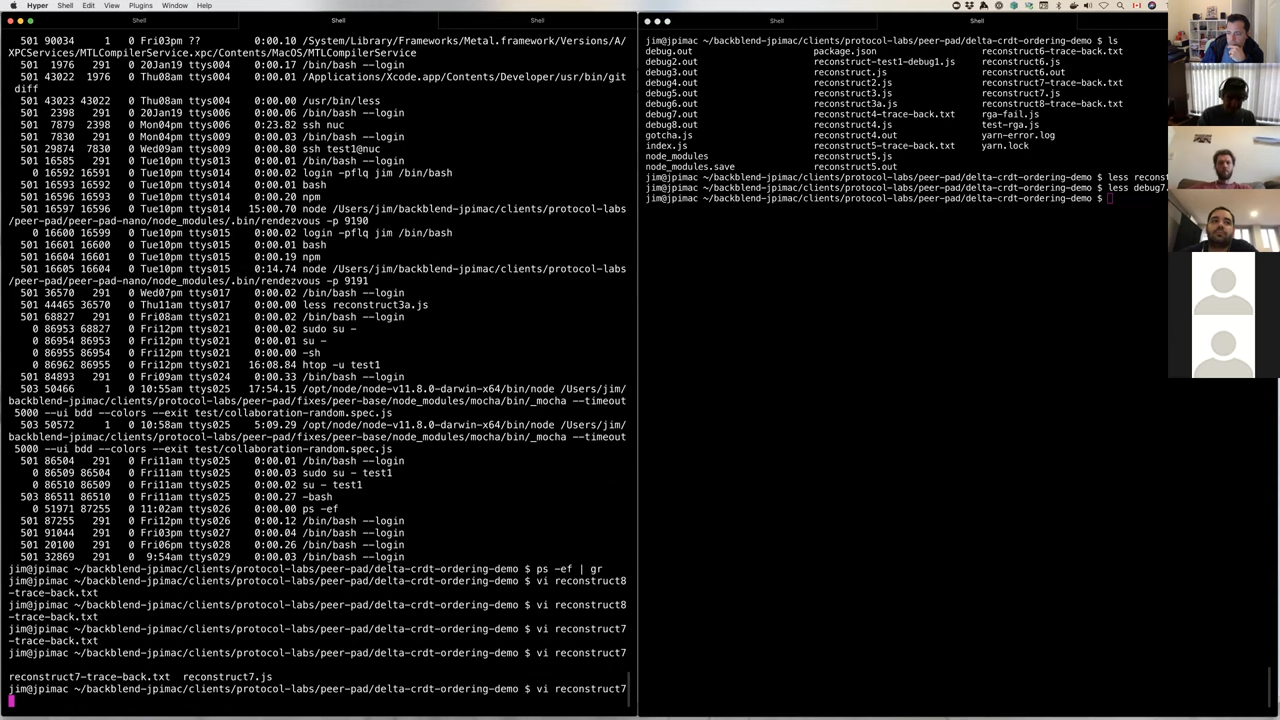 Hyper Shell Edit View Plugins Window Help
Shell Shell Shell
501 90034 1 0 Fri03pm ?? 0:00.10 /System/Library/Frameworks/Metal.framework/Versions/A/
XPCServices/MTLCompilerService.xpc/Contents/MacOS/MTLCompilerService
501 1976 291 0 20Jan19 ttys004 0:00.17 /bin/bash --login
501 43022 1976 0 Thu08am ttys004 0:00.01 /Applications/Xcode.app/Contents/Developer/usr/bin/git
diff
501 43023 43022 0 Thu08am ttys004 0:00.00 /usr/bin/less
501 2398 291 0 20Jan19 ttys006 0:00.06 /bin/bash --login
501 7879 2398 0 Mon04pm ttys006 0:23.82 ssh nuc
501 7830 291 0 Mon04pm ttys009 0:00.03 /bin/bash --login
501 29874 7830 0 Wed09am ttys009 0:00.80 ssh test1@nuc
501 16585 291 0 Tue10pm ttys013 0:00.01 /bin/bash --login
0 16592 16591 0 Tue10pm ttys014 0:00.02 login -pflq jim /bin/bash
501 16593 16592 0 Tue10pm ttys014 0:00.01 bash
501 16596 16593 0 Tue10pm ttys014 0:00.20 npm
501 16597 16596 0 Tue10pm ttys014 15:00.70 node /Users/jim/backblend-jpimac/clients/protocol-labs
/peer-pad/peer-pad-nano/node_modules/.bin/rendezvous -p 9190
0 16600 16599 0 Tue10pm ttys015 0:00.02 login -pflq jim /bin/bash
501 16601 16600 0 Tue10pm ttys015 0:00.01 bash
501 16604 16601 0 Tue10pm ttys015 0:00.19 npm
501 16605 16604 0 Tue10pm ttys015 0:14.74 node /Users/jim/backblend-jpimac/clients/protocol-labs
/peer-pad/peer-pad-nano/node_modules/.bin/rendezvous -p 9191
501 36570 291 0 Wed07pm ttys017 0:00.02 /bin/bash --login
501 44465 36570 0 Thu11am ttys017 0:00.00 less reconstruct3a.js
501 68827 291 0 Fri08am ttys021 0:00.02 /bin/bash --login
0 86953 68827 0 Fri12pm ttys021 0:00.02 sudo su -
0 86954 86953 0 Fri12pm ttys021 0:00.01 su -
0 86955 86954 0 Fri12pm ttys021 0:00.00 -sh
0 86962 86955 0 Fri12pm ttys021 16:08.84 htop -u test1
501 84893 291 0 Fri09am ttys024 0:00.33 /bin/bash --login
503 50466 1 0 10:55am ttys025 17:54.15 /opt/node/node-v11.8.0-darwin-x64/bin/node /Users/jim/
backblend-jpimac/clients/protocol-labs/peer-pad/fixes/peer-base/node_modules/mocha/bin/_mocha --timeout
5000 --ui bdd --colors --exit test/collaboration-random.spec.js
503 50572 1 0 10:58am ttys025 5:09.29 /opt/node/node-v11.8.0-darwin-x64/bin/node /Users/jim/
backblend-jpimac/clients/protocol-labs/peer-pad/fixes/peer-base/node_modules/mocha/bin/_mocha --timeout
5000 --ui bdd --colors --exit test/collaboration-random.spec.js
501 86504 291 0 Fri11am ttys025 0:00.01 /bin/bash --login
0 86509 86504 0 Fri11am ttys025 0:00.03 sudo su - test1
0 86510 86509 0 Fri11am ttys025 0:00.02 su - test1
503 86511 86510 0 Fri11am ttys025 0:00.27 -bash
0 51971 87255 0 11:02am ttys026 0:00.00 ps -ef
501 87255 291 0 Fri12pm ttys026 0:00.12 /bin/bash --login
501 91044 291 0 Fri03pm ttys027 0:00.04 /bin/bash --login
501 20100 291 0 Fri06pm ttys028 0:00.26 /bin/bash --login
501 32869 291 0 9:54am ttys029 0:00.03 /bin/bash --login
jim@jpimac ~/backblend-jpimac/clients/protocol-labs/peer-pad/delta-crdt-ordering-demo $ ps -ef | gr
jim@jpimac ~/backblend-jpimac/clients/protocol-labs/peer-pad/delta-crdt-ordering-demo $ vi reconstruct8
-trace-back.txt
jim@jpimac ~/backblend-jpimac/clients/protocol-labs/peer-pad/delta-crdt-ordering-demo $ vi reconstruct8
-trace-back.txt
jim@jpimac ~/backblend-jpimac/clients/protocol-labs/peer-pad/delta-crdt-ordering-demo $ vi reconstruct7
-trace-back.txt
jim@jpimac ~/backblend-jpimac/clients/protocol-labs/peer-pad/delta-crdt-ordering-demo $ vi reconstruct7
reconstruct7-trace-back.txt reconstruct7.js
jim@jpimac ~/backblend-jpimac/clients/protocol-labs/peer-pad/delta-crdt-ordering-demo $ vi reconstruct7
Shell Shell
jim@jpimac ~/backblend-jpimac/clients/protocol-labs/peer-pad/delta-crdt-ordering-demo $ ls
debug.out package.json reconstruct6-trace-back.txt
debug2.out reconstruct-test1-debug1.js reconstruct6.js
debug3.out reconstruct.js reconstruct6.out
debug4.out reconstruct2.js reconstruct7-trace-back.txt
debug5.out reconstruct3.js reconstruct7.js
debug6.out reconstruct3a.js reconstruct8-trace-back.txt
debug7.out reconstruct4-trace-back.txt rga-fail.js
debug8.out reconstruct4.js test-rga.js
gotcha.js reconstruct4.out yarn-error.log
index.js reconstruct5-trace-back.txt yarn.lock
node_modules reconstruct5.js
node_modules.save reconstruct5.out
jim@jpimac ~/backblend-jpimac/clients/protocol-labs/peer-pad/delta-crdt-ordering-demo $ less reconst
jim@jpimac ~/backblend-jpimac/clients/protocol-labs/peer-pad/delta-crdt-ordering-demo $ less debug7.
jim@jpimac ~/backblend-jpimac/clients/protocol-labs/peer-pad/delta-crdt-ordering-demo $